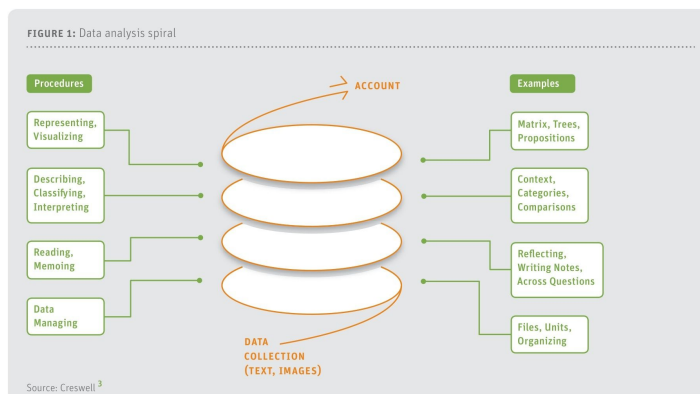 FIGURE 1: Data analysis spiral
Procedures
Representing,
Visualizing
Describing,
Classifying,
Interpreting
Reading,
Memoing
Data
Managing
ACCOUNT
DATA
COLLECTION
(TEXT, IMAGES)
Examples
Matrix, Trees,
Propositions
Context,
Categories,
Comparisons
Reflecting,
Writing Notes,
Across Questions
Files, Units,
Organizing
Source: Creswell 3